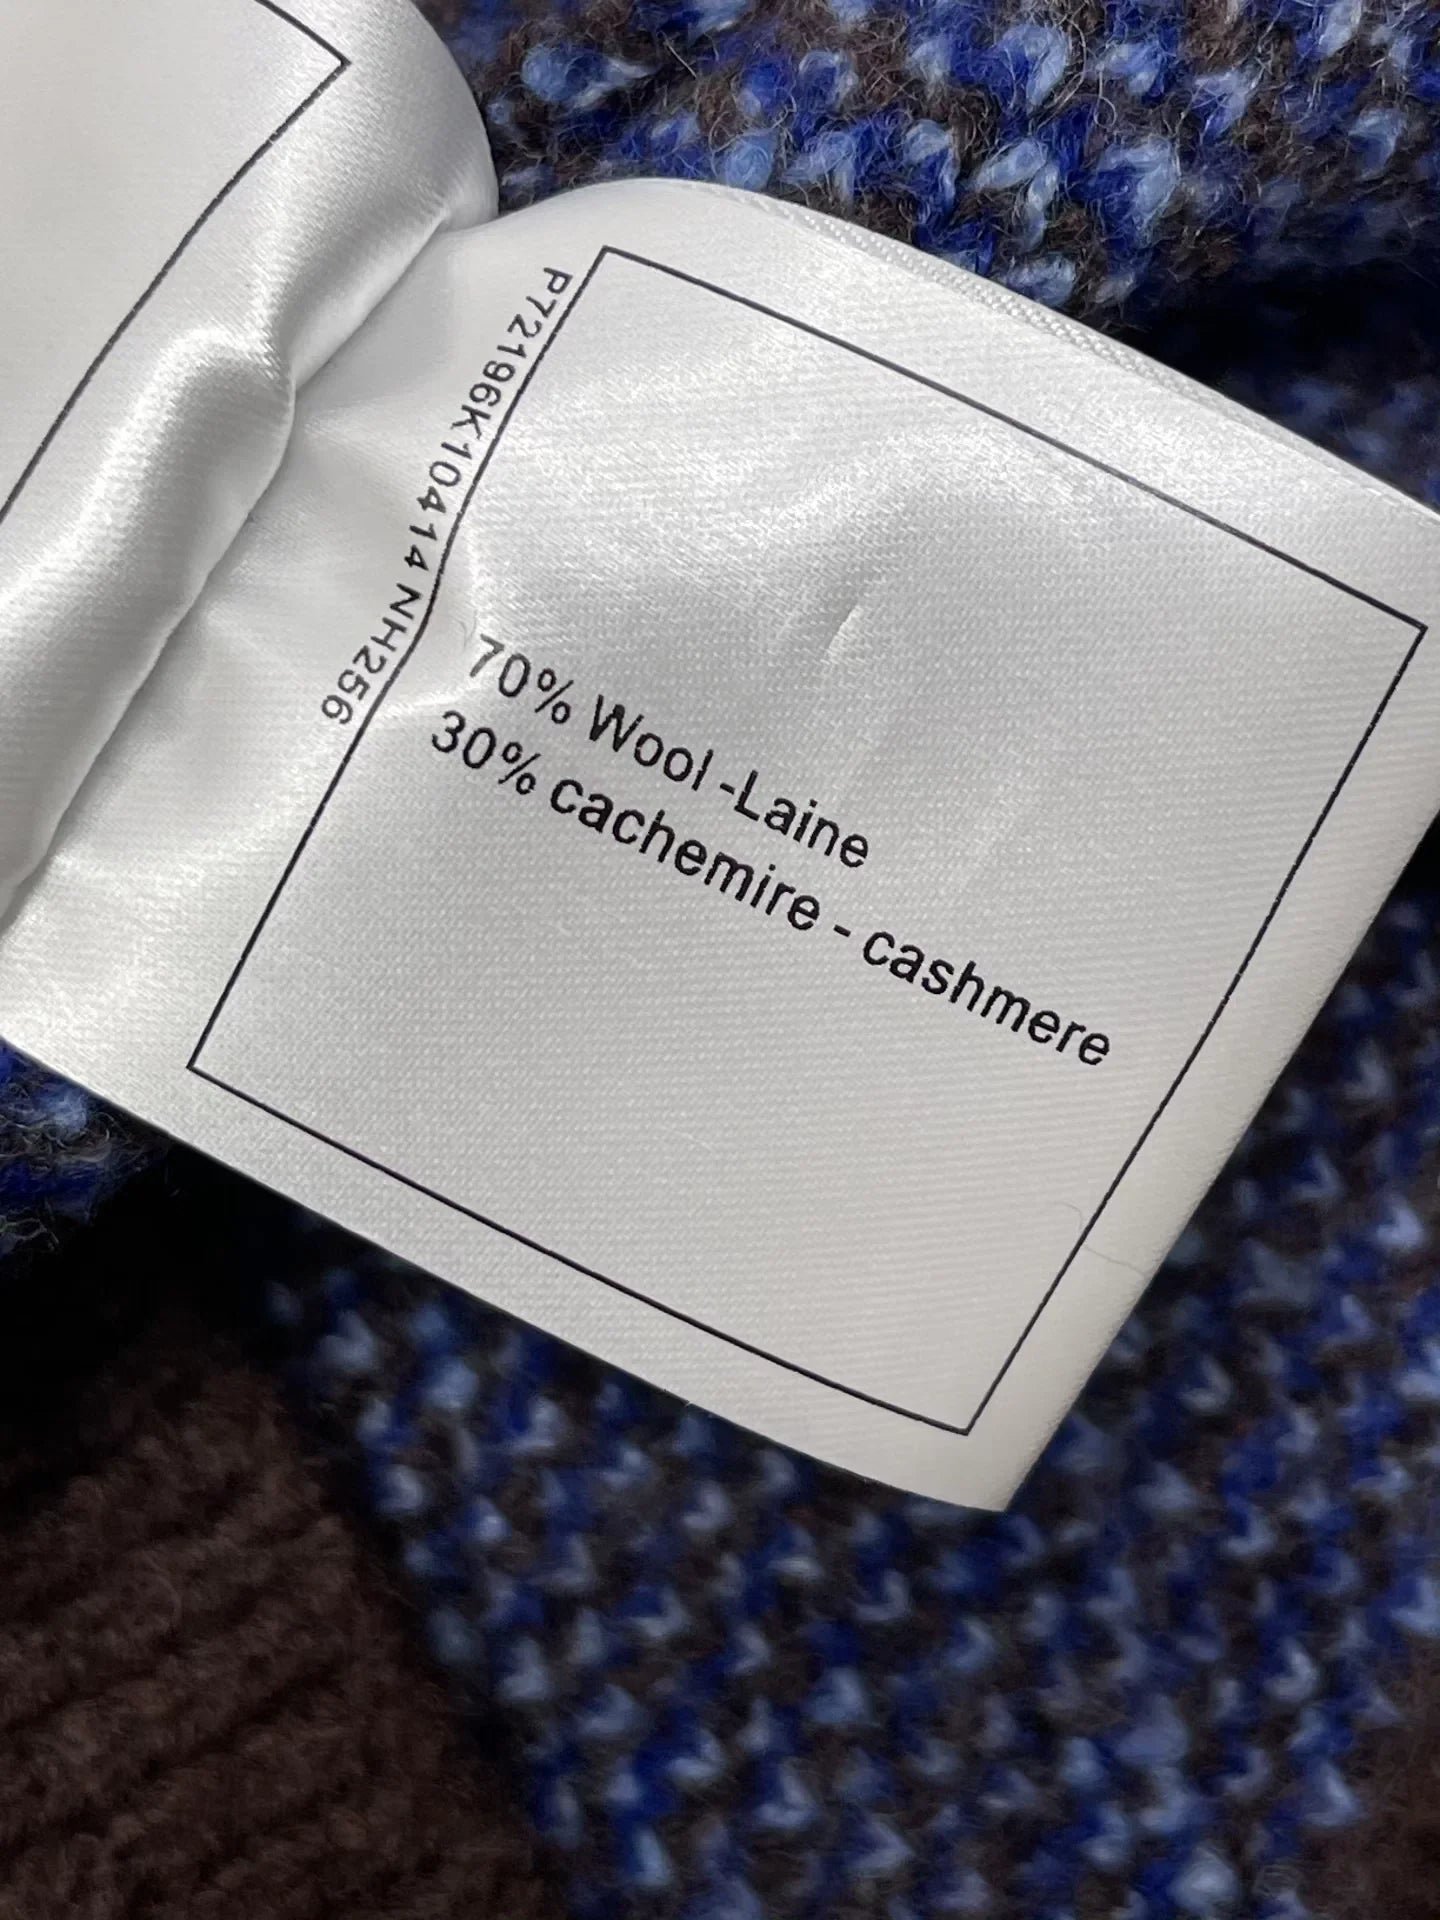 P72196K10414 NH256
70% Wool -Laine
30% cachemire - cashmere